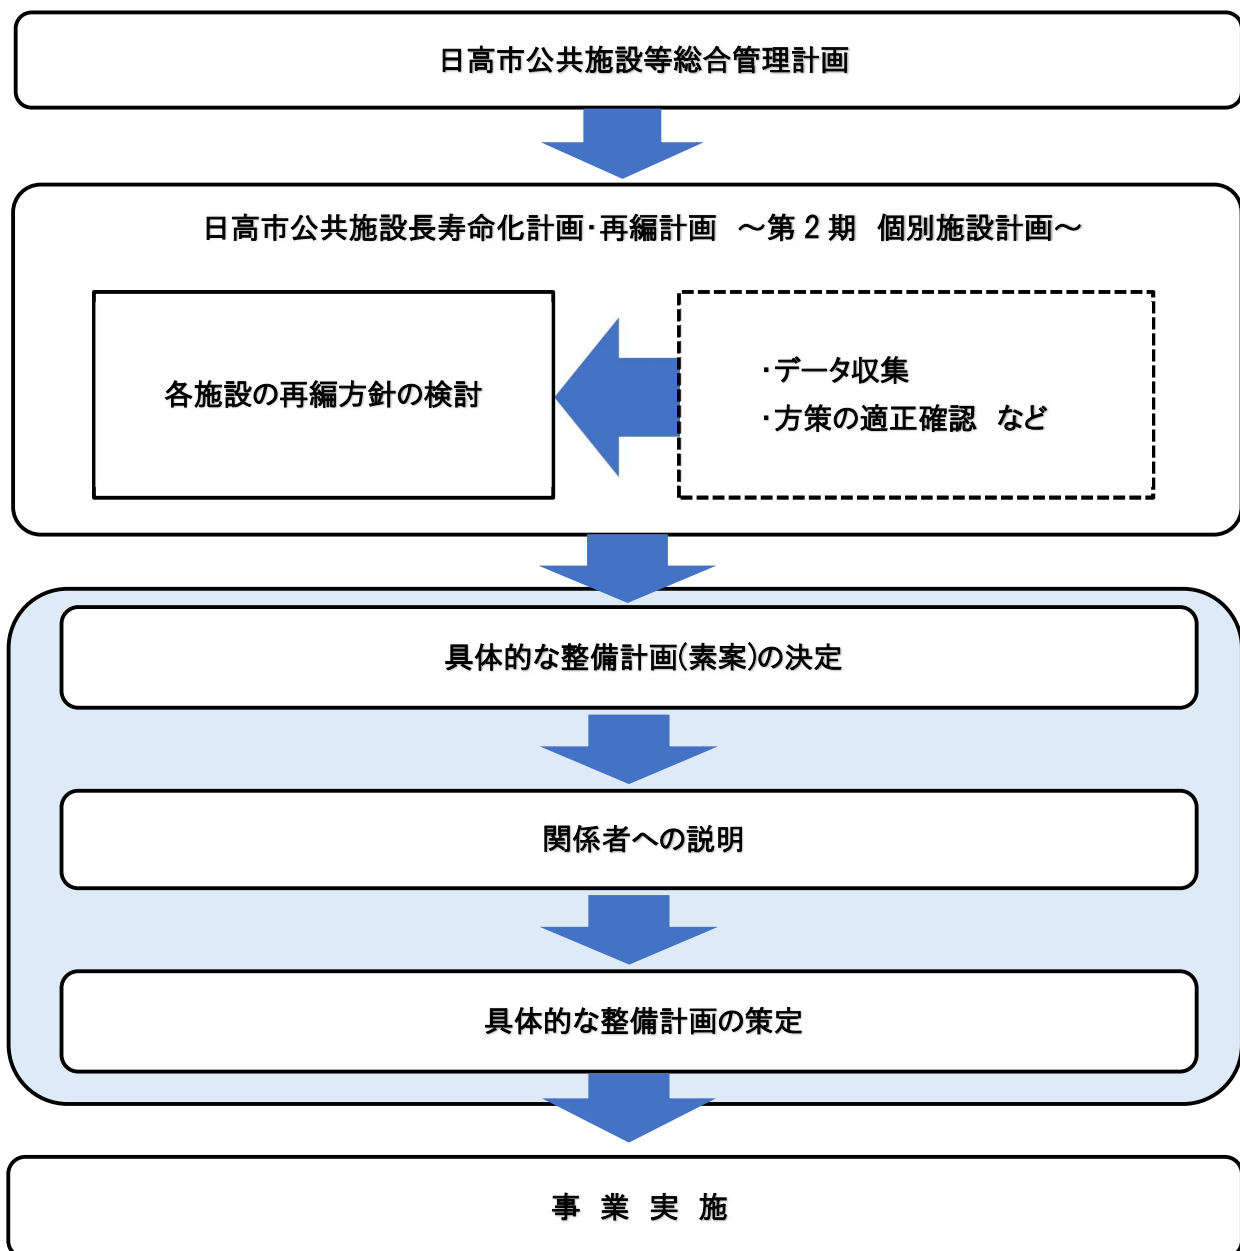 日高市公共施設等総合管理計画
日高市公共施設長寿命化計画・再編計画　～第２期　個別施設計画～
各施設の再編方針の検討
・データ収集
・方策の適正確認　など
具体的な整備計画(素案)の決定
関係者への説明
具体的な整備計画の策定
事　業　実　施